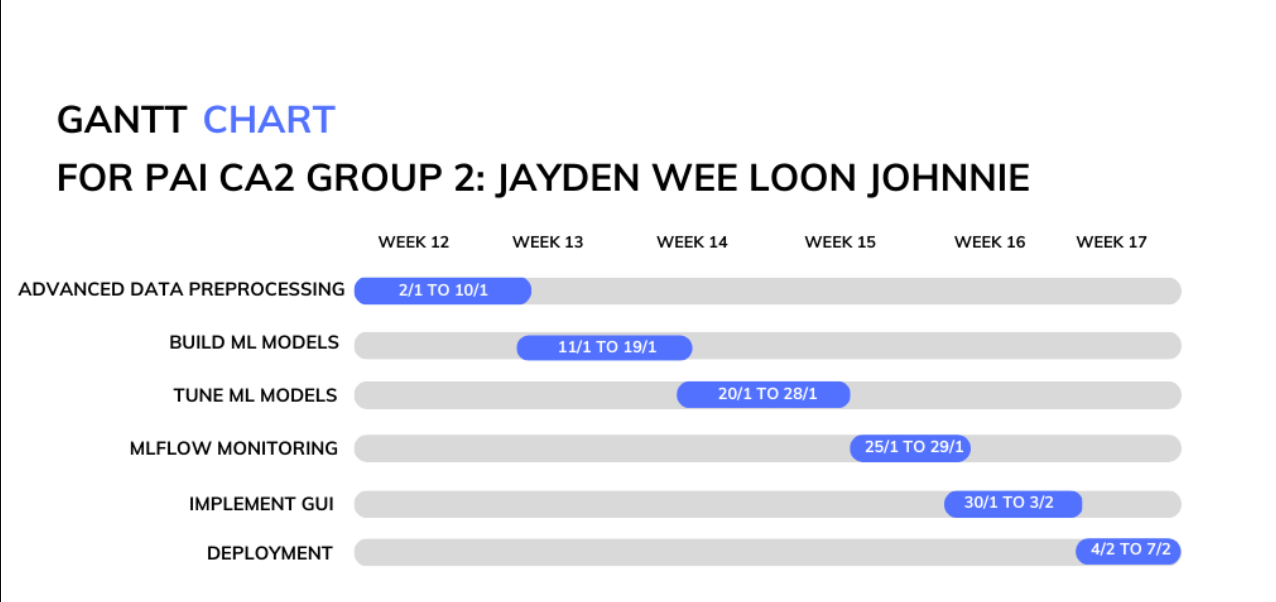 GANTT CHART
FOR PAI CA2 GROUP 2: JAYDEN WEE LOON JOHNNIE
WEEK 12 WEEK 13 WEEK 14 WEEK 15 WEEK 16 WEEK 17
ADVANCED DATA PREPROCESSING 2/1 TO 10/1
BUILD ML MODELS 11/1 TO 19/1
TUNE ML MODELS 20/1 TO 28/1
MLFLOW MONITORING 25/1 TO 29/1
IMPLEMENT GUI 30/1 TO 3/2
DEPLOYMENT 4/2 TO 7/2